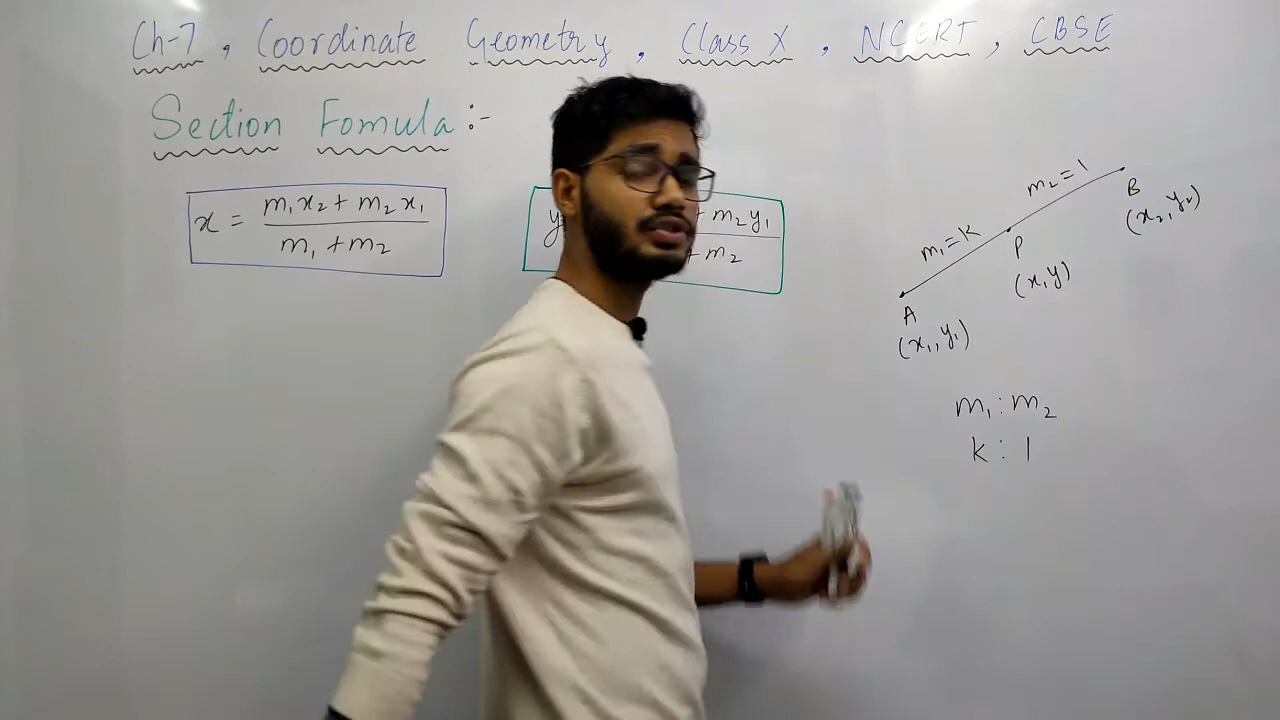 Ch-7, Coordinate Geometry, Class X, NCERT, CBSE
Section Fomula :-
x = m₁x₂ + m₂x₁
m₁ + m₂
y
m₂y₁
m₂
m₁=k
m₂=1
A
(x₁, y₁)
P
(x, y)
B
(x₂, y₂)
m₁ : m₂
k : 1